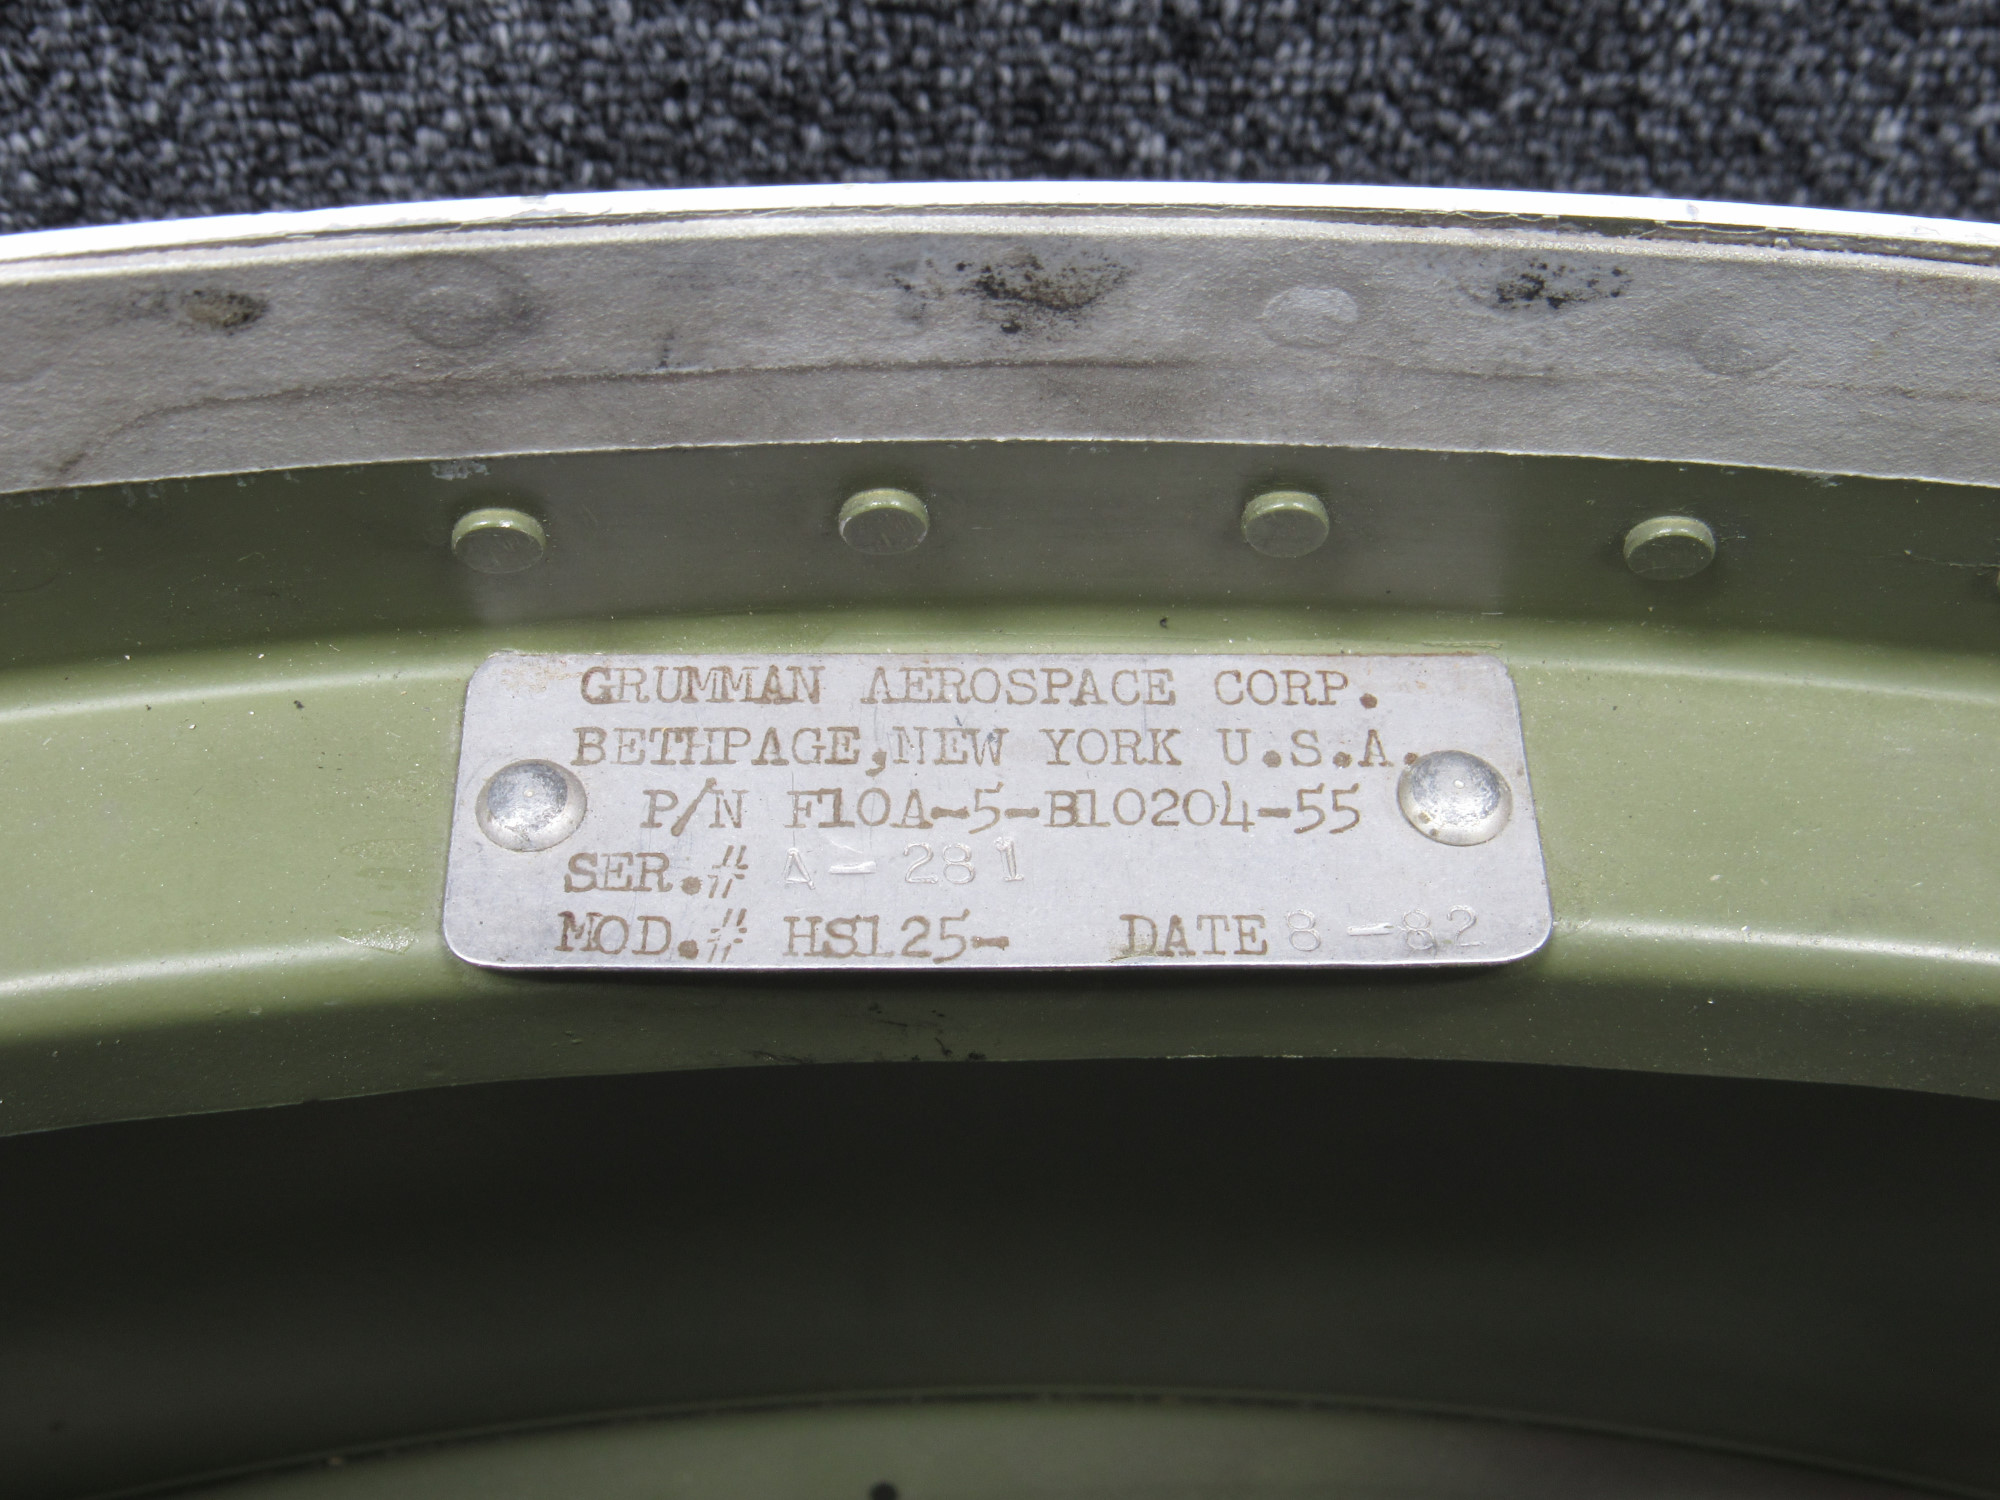 GRUMMAN AEROSPACE CORP.
BETHPAGE, NEW YORK U.S.A.
P/N F10A-5-B10204-55
SER.# A-281
MOD.# HS125- DATE 8-82